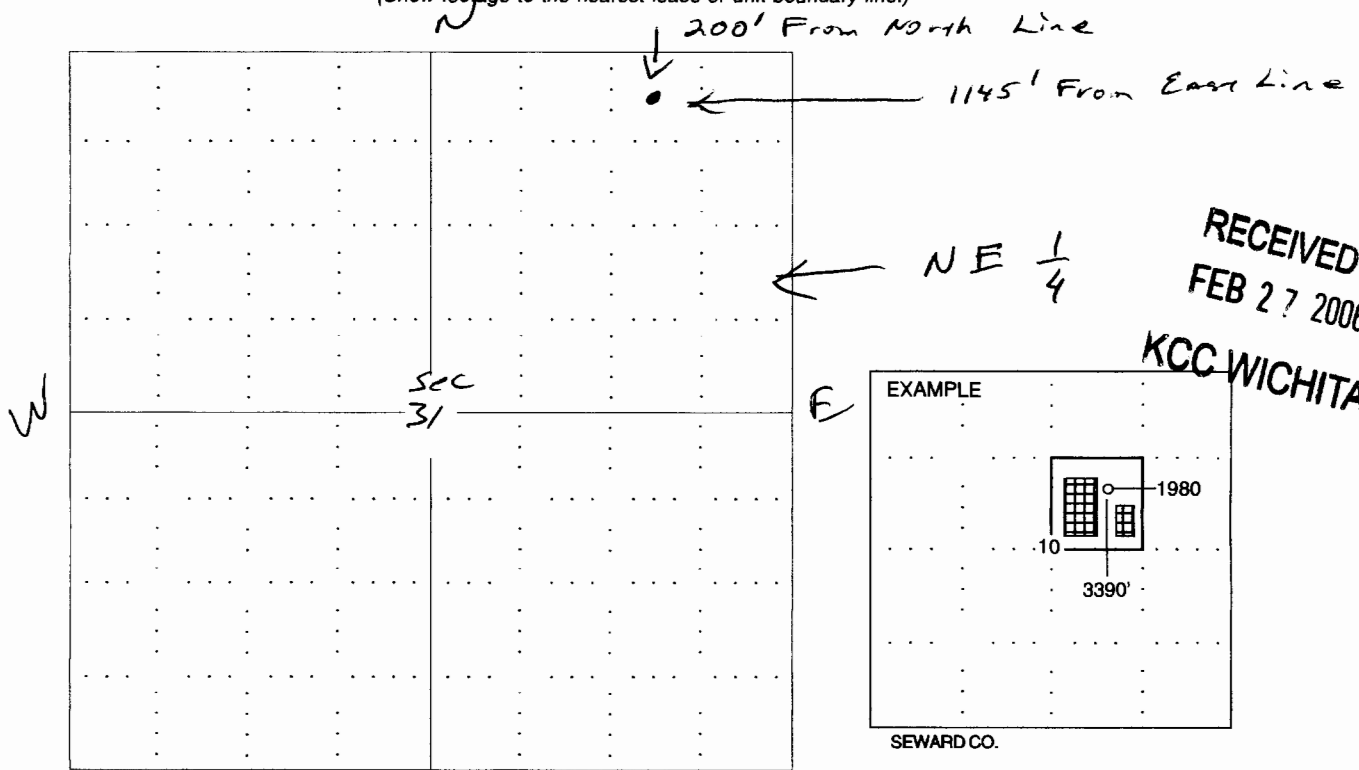 (Show footage to the nearest lease or unit boundary line.)
N
200' From North Line
1145' From East Line
NE 1/4
RECEIVED
FEB 27 2006
KCC WICHITA
W
Sec
31
E
EXAMPLE
1980
10
3390'
SEWARD CO.